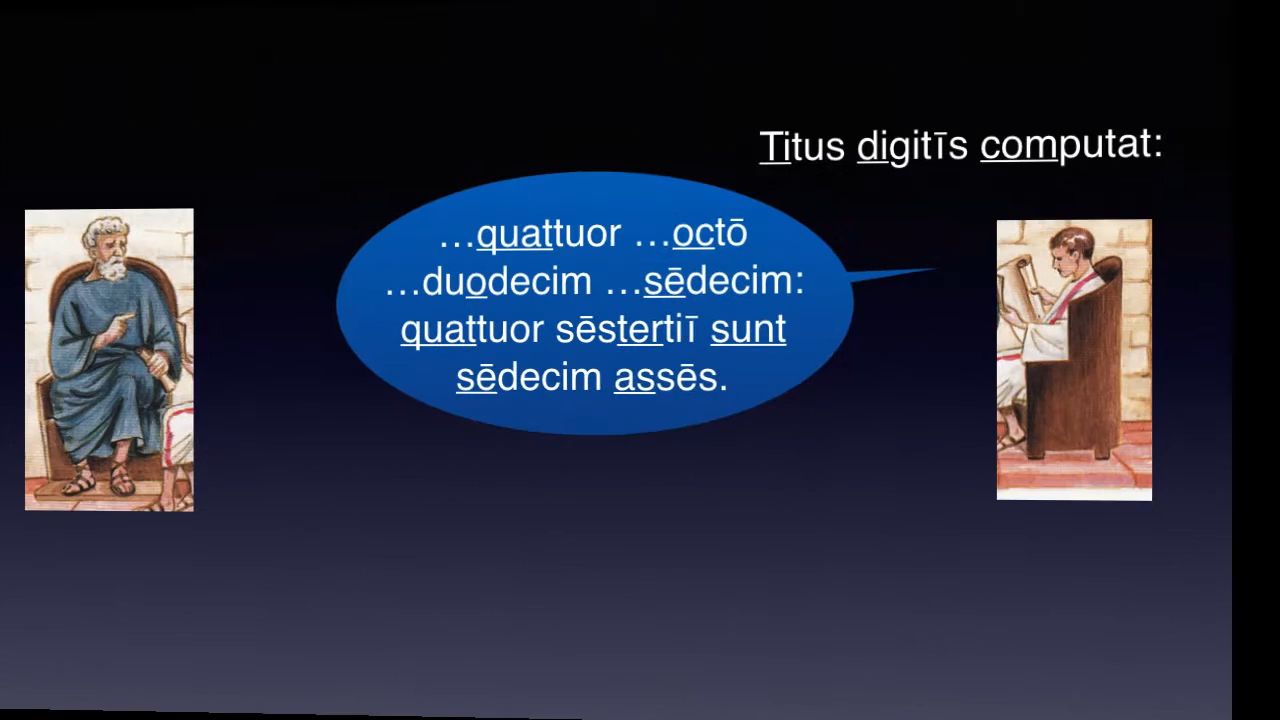 Titus digitīs computat:
…quattuor …octō
…duodecim …sēdecim:
quattuor sēstertiī sunt
sēdecim assēs.